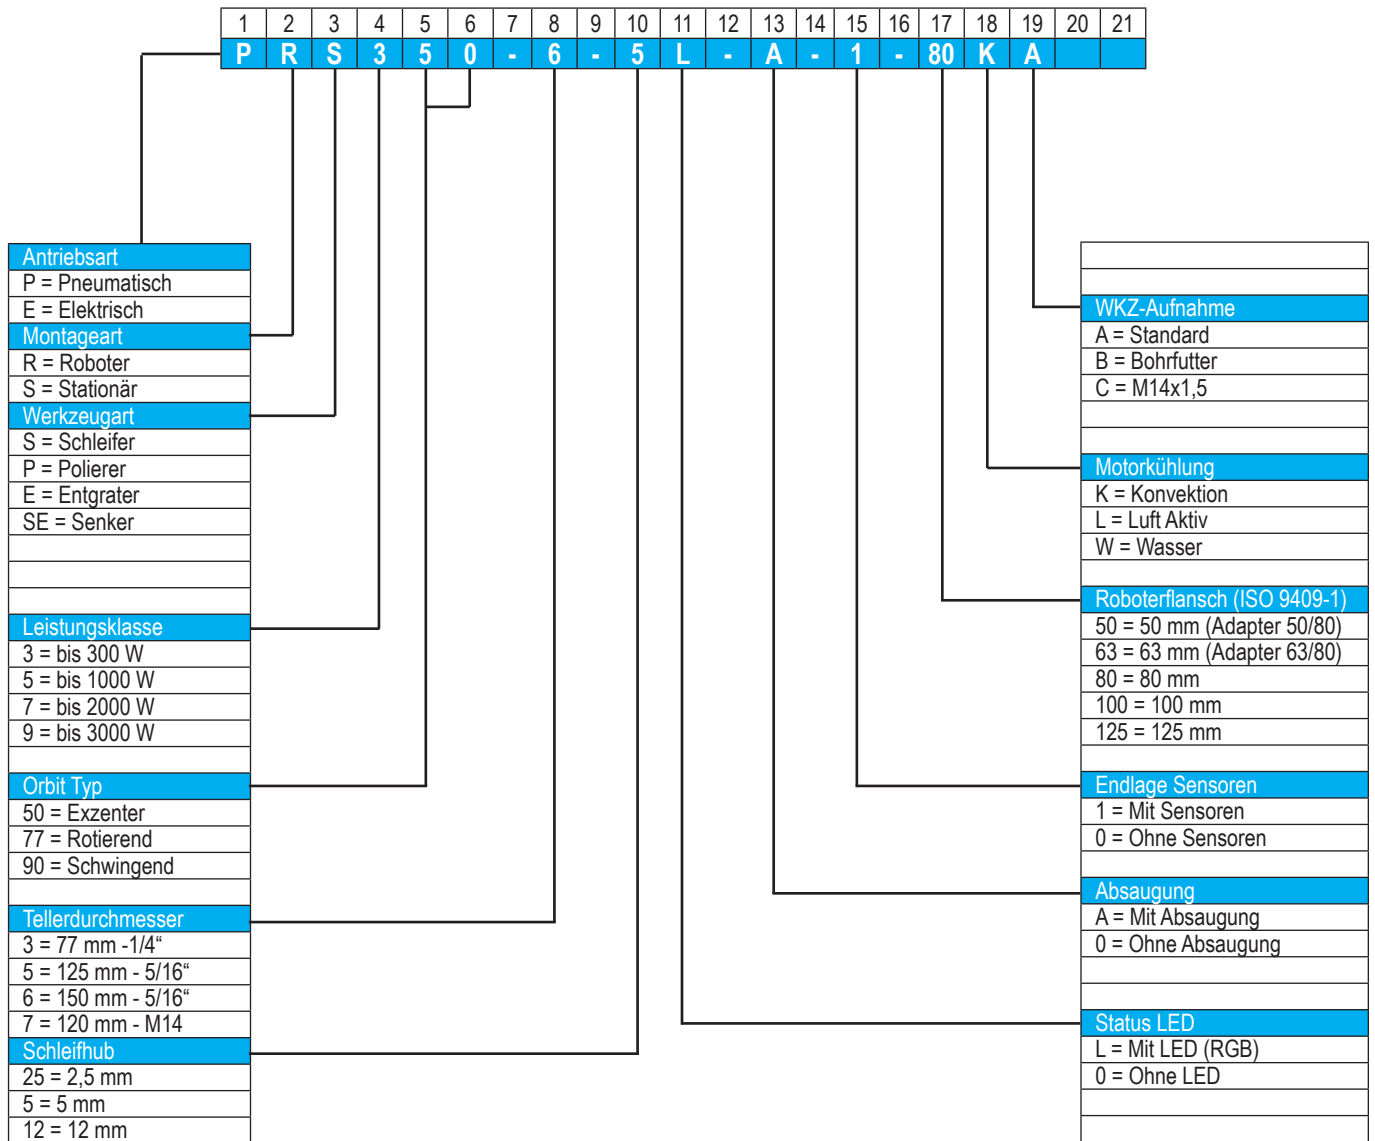 1 2 3 4 5 6 7 8 9 10 11 12 13 14 15 16 17 18 19 20 21
P R S 3 5 0 - 6 - 5 L - A - 1 - 80 K A
Antriebsart
P = Pneumatisch
E = Elektrisch
Montageart
R = Roboter
S = Stationär
Werkzeugart
S = Schleifer
P = Polierer
E = Entgrater
SE = Senker
Leistungsklasse
3 = bis 300 W
5 = bis 1000 W
7 = bis 2000 W
9 = bis 3000 W
Orbit Typ
50 = Exzenter
77 = Rotierend
90 = Schwingend
Tellerdurchmesser
3 = 77 mm -1/4“
5 = 125 mm - 5/16“
6 = 150 mm - 5/16“
7 = 120 mm - M14
Schleifhub
25 = 2,5 mm
5 = 5 mm
12 = 12 mm
WKZ-Aufnahme
A = Standard
B = Bohrfutter
C = M14x1,5
Motorkühlung
K = Konvektion
L = Luft Aktiv
W = Wasser
Roboterflansch (ISO 9409-1)
50 = 50 mm (Adapter 50/80)
63 = 63 mm (Adapter 63/80)
80 = 80 mm
100 = 100 mm
125 = 125 mm
Endlage Sensoren
1 = Mit Sensoren
0 = Ohne Sensoren
Absaugung
A = Mit Absaugung
0 = Ohne Absaugung
Status LED
L = Mit LED (RGB)
0 = Ohne LED